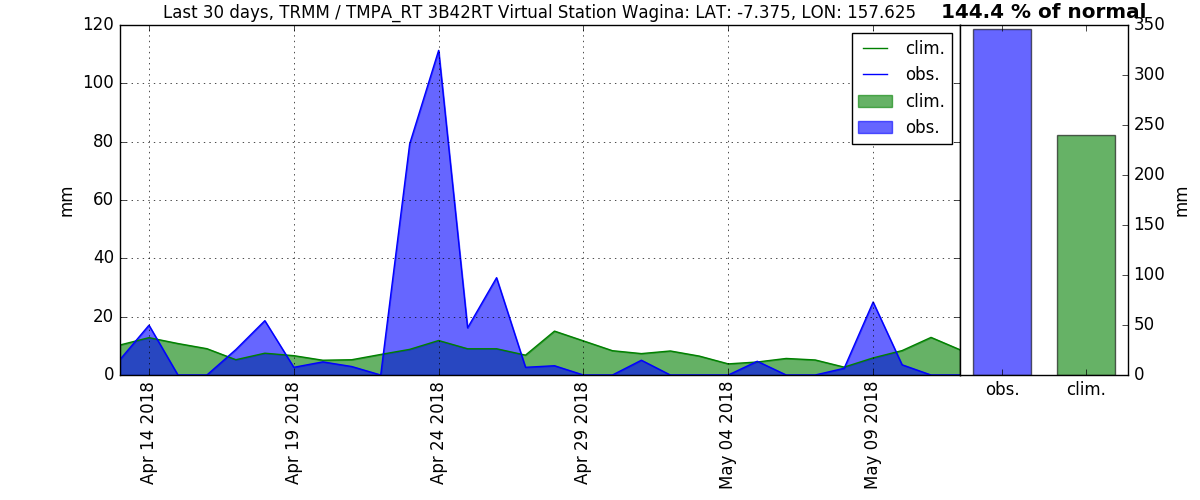 Last 30 days, TRMM / TMPA_RT 3B42RT Virtual Station Wagina: LAT: -7.375, LON: 157.625
144.4 % of normal
120
100
80
60
40
20
0
mm
clim.
obs.
clim.
obs.
Apr 14 2018
Apr 19 2018
Apr 24 2018
Apr 29 2018
May 04 2018
May 09 2018
350
300
250
200
150
100
50
0
mm
obs.
clim.